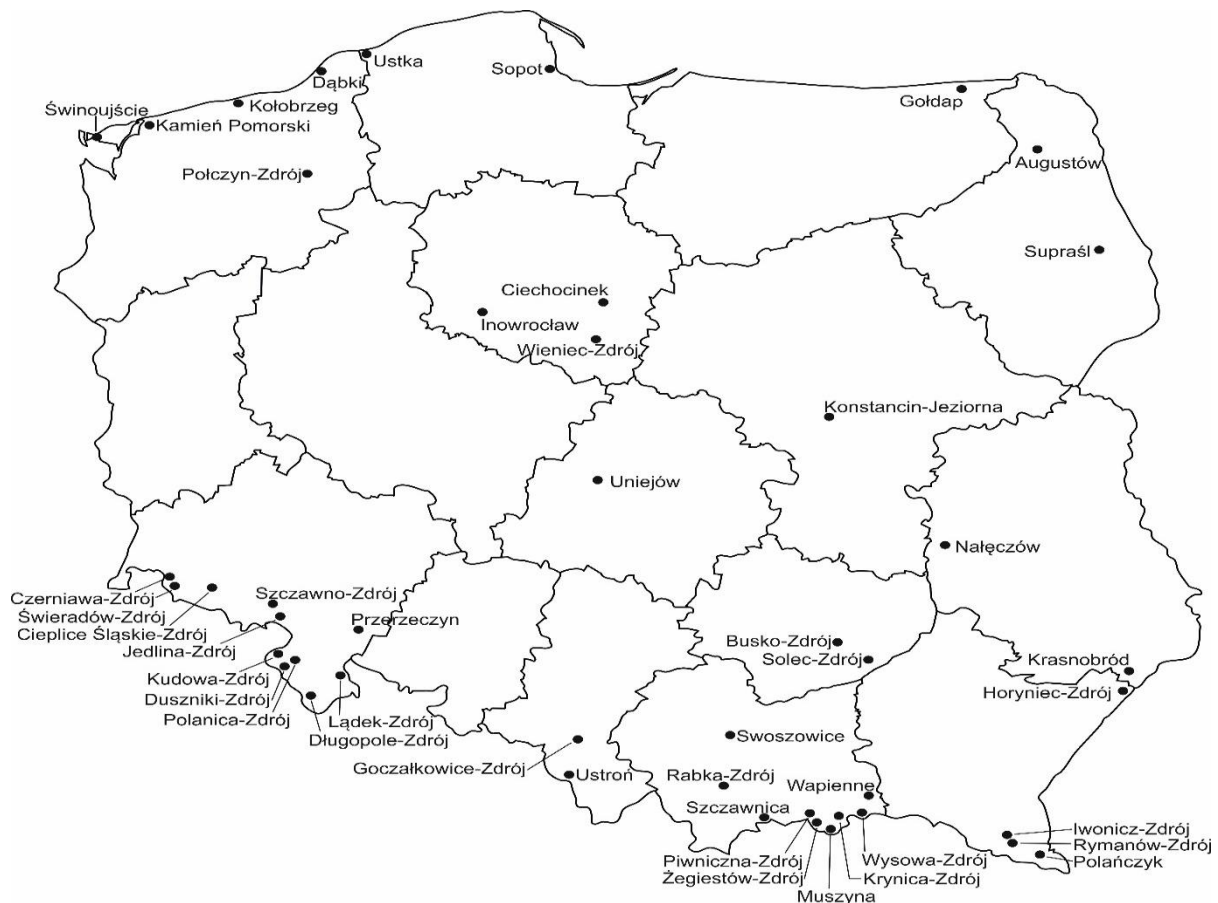 Ustka
Sopot
Dąbki
Gołdap
Kołobrzeg
Świnoujście
Kamień Pomorski
Augustów
Połczyn-Zdrój
Supraśl
Ciechocinek
Inowrocław
Wieniec-Zdrój
Konstancin-Jeziorna
Uniejów
Nałęczów
Szczawno-Zdrój
Czerniawa-Zdrój
Świeradów-Zdrój
Przerzeczyn
Cieplice Śląskie-Zdrój
Jedlina-Zdrój
Busko-Zdrój
Solec-Zdrój
Krasnobród
Kudowa-Zdrój
Horyniec-Zdrój
Duszniki-Zdrój
Polanica-Zdrój
Lądek-Zdrój
Długopole-Zdrój
Swoszowice
Goczałkowice-Zdrój
Ustroń
Rabka-Zdrój
Wapienne
Szczawnica
Iwonicz-Zdrój
Rymanów-Zdrój
Piwniczna-Zdrój
Wysowa-Zdrój
Polańczyk
Żegiestów-Zdrój
Krynica-Zdrój
Muszyna